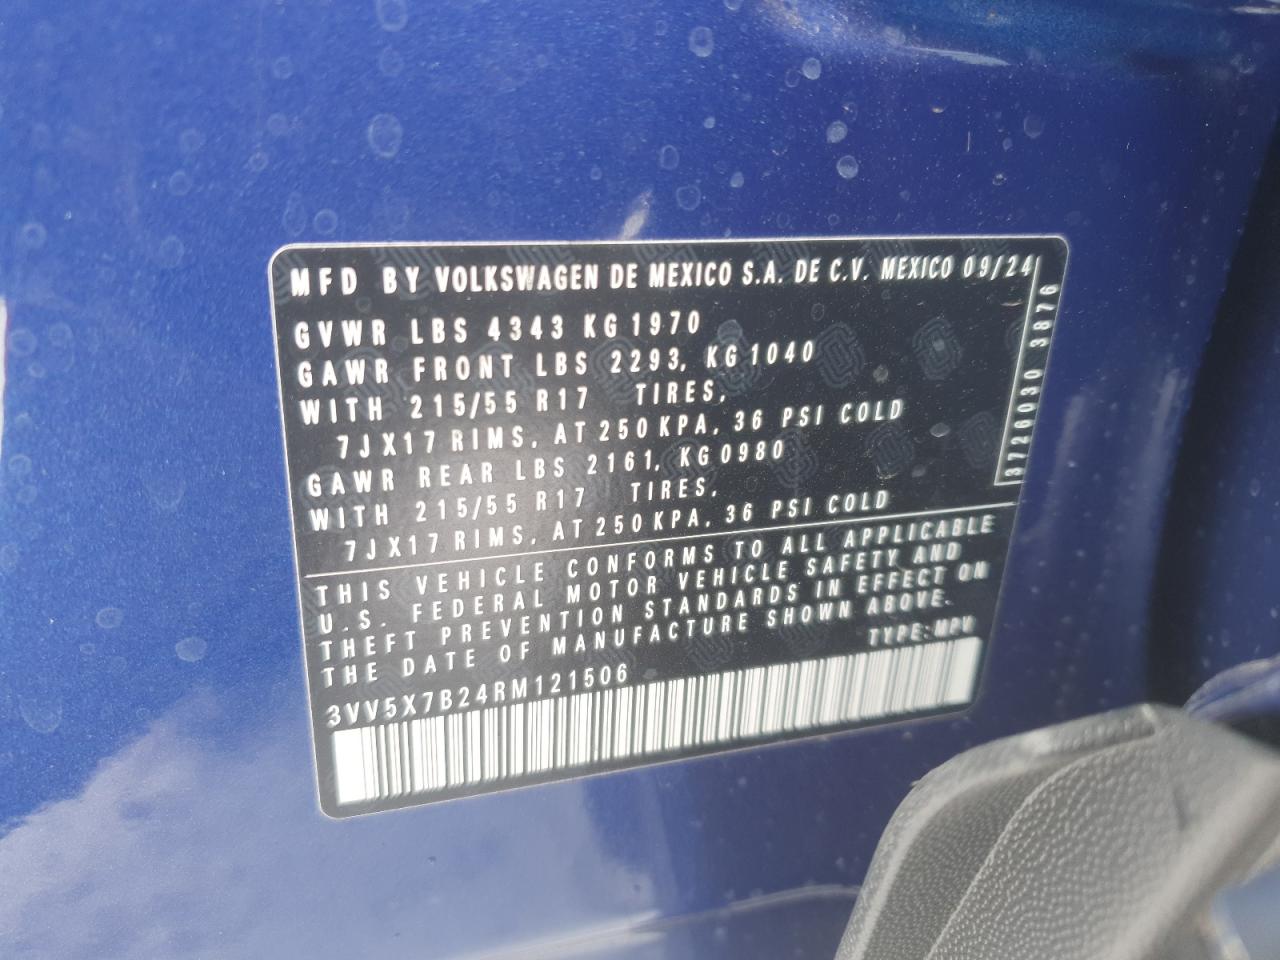 MFD BY VOLKSWAGEN DE MEXICO S.A. DE C.V. MEXICO 09/24
GVWR LBS 4343 KG 1970
GAWR FRONT LBS 2293, KG 1040
WITH 215/55 R17 TIRES,
7JX17 RIMS, AT 250 KPA, 36 PSI COLD
GAWR REAR LBS 2161, KG 0980
WITH 215/55 R17 TIRES,
7JX17 RIMS, AT 250 KPA, 36 PSI COLD
3720030 3876
THIS VEHICLE CONFORMS TO ALL APPLICABLE
U.S. FEDERAL MOTOR VEHICLE SAFETY AND
THEFT PREVENTION STANDARDS IN EFFECT ON
THE DATE OF MANUFACTURE SHOWN ABOVE.
TYPE: MPV
3VV5X7B24RM121506